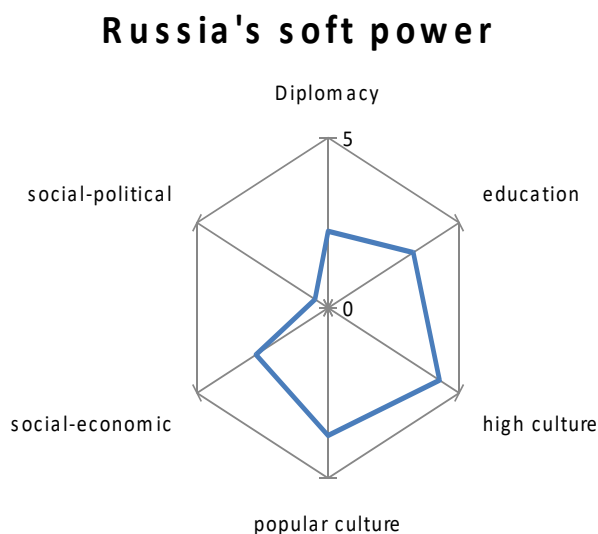 Russia's soft power
Diplomacy
5
social-political
education
0
social-economic
high culture
popular culture